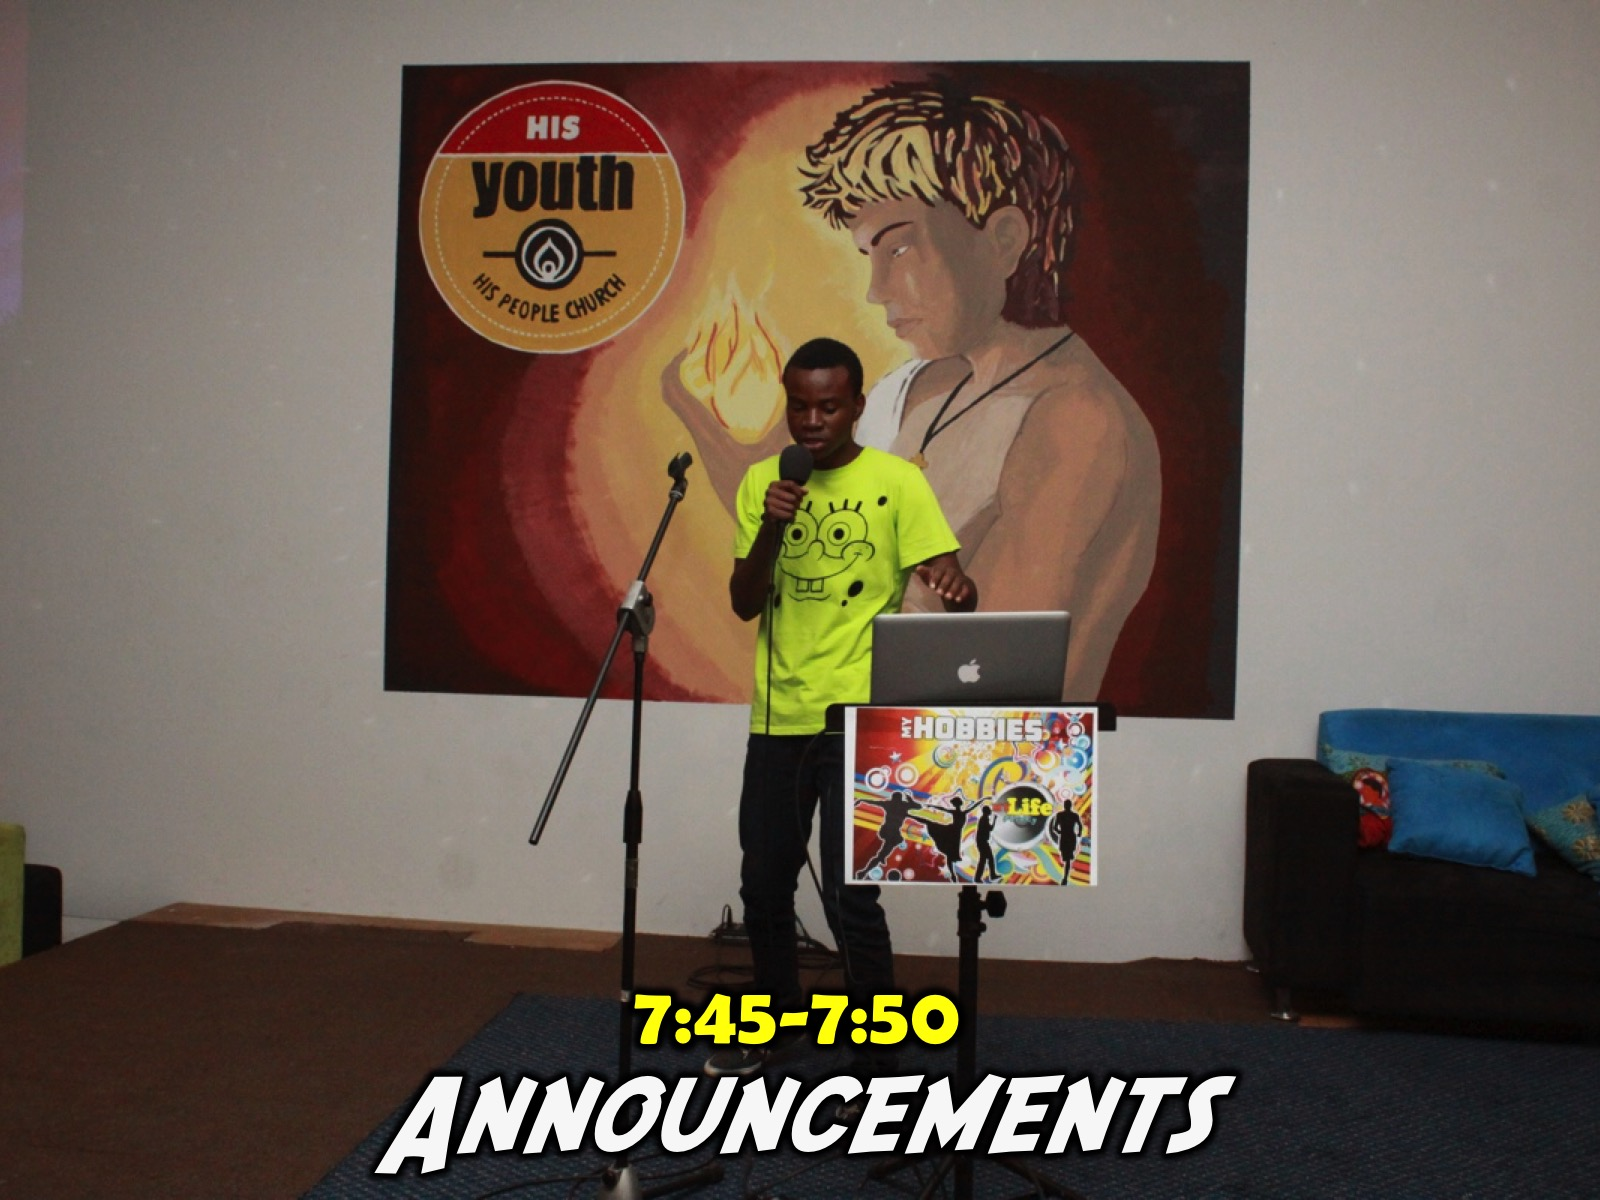 HIS
youth
HIS PEOPLE CHURCH
MY HOBBIES
Life
7:45-7:50
ANNOUNCEMENTS